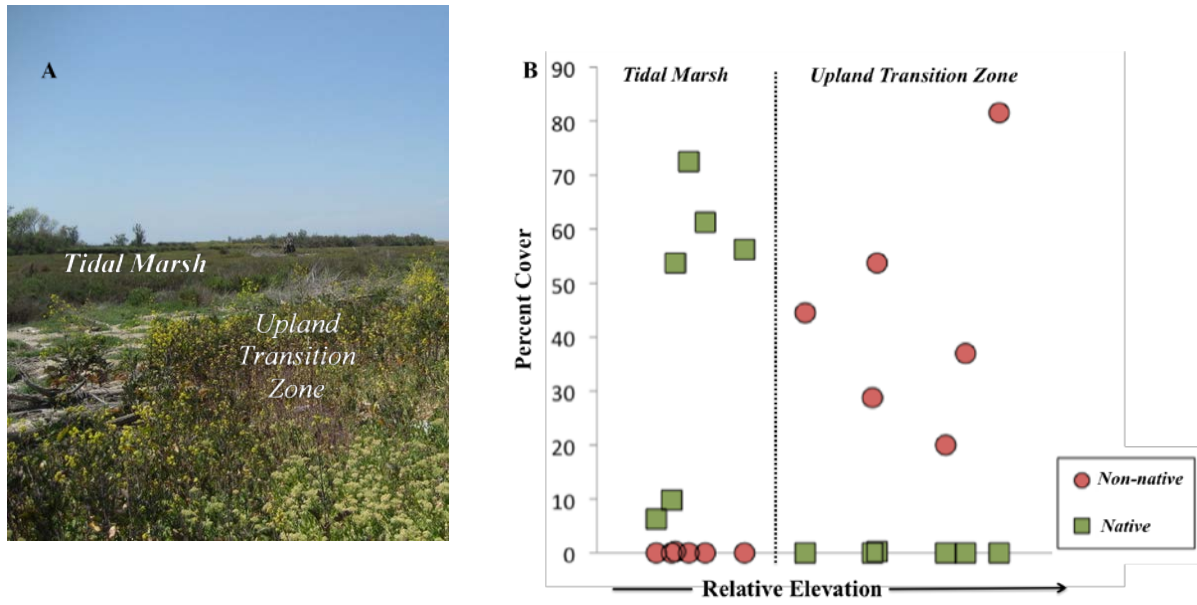 A
Tidal Marsh
Upland
Transition
Zone
B
Tidal Marsh
Upland Transition Zone
Percent Cover
90
80
70
60
50
40
30
20
10
0
Non-native
Native
Relative Elevation